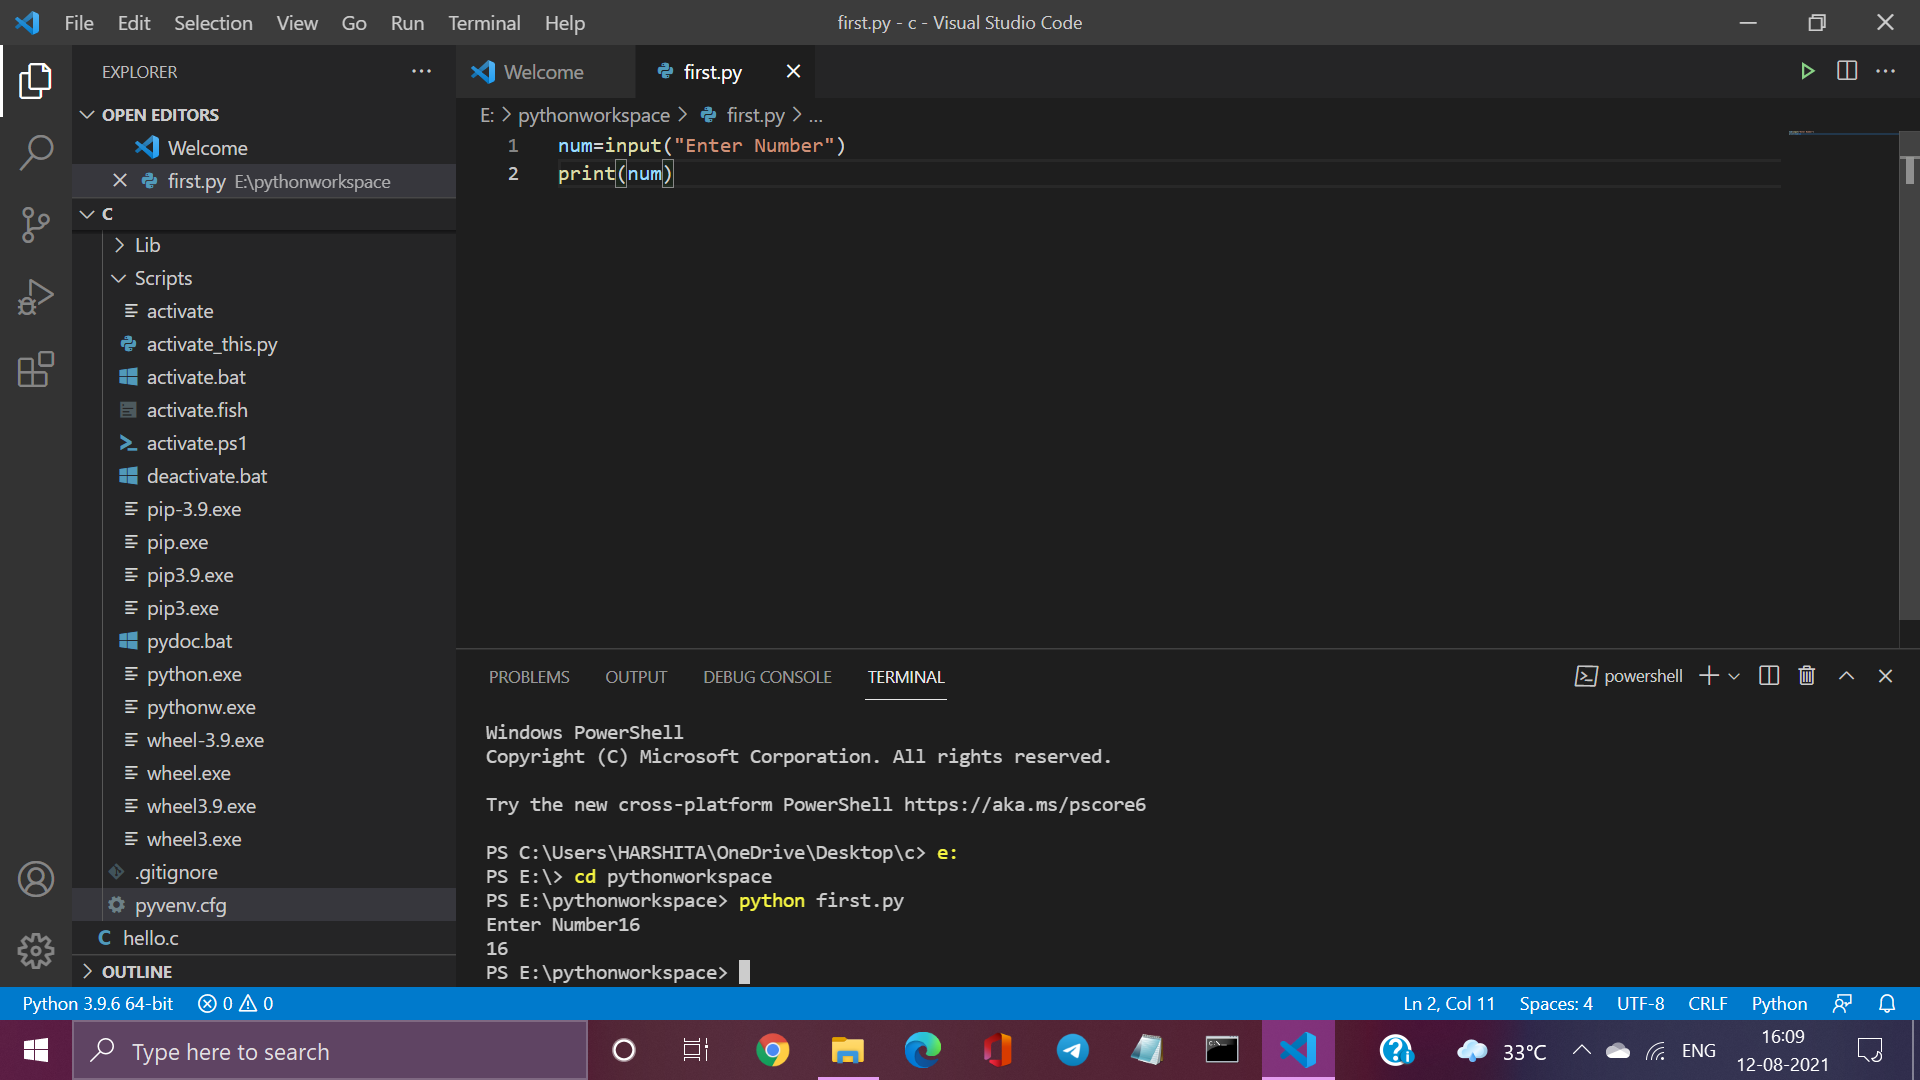 File Edit Selection View Go Run Terminal Help first.py - c - Visual Studio Code
EXPLORER
Welcome first.py
OPEN EDITORS
Welcome
first.py E:\pythonworkspace
C
Lib
Scripts
activate
activate_this.py
activate.bat
activate.fish
activate.ps1
deactivate.bat
pip-3.9.exe
pip.exe
pip3.9.exe
pip3.exe
pydoc.bat
python.exe
pythonw.exe
wheel-3.9.exe
wheel.exe
wheel3.9.exe
wheel3.exe
.gitignore
pyvenv.cfg
C hello.c
OUTLINE
E: > pythonworkspace > first.py > ...
1 num=input("Enter Number")
2 print(num)
PROBLEMS OUTPUT DEBUG CONSOLE TERMINAL powershell
Windows PowerShell
Copyright (C) Microsoft Corporation. All rights reserved.
Try the new cross-platform PowerShell https://aka.ms/pscore6
PS C:\Users\HARSHITA\OneDrive\Desktop\c> e:
PS E:\> cd pythonworkspace
PS E:\pythonworkspace> python first.py
Enter Number16
16
PS E:\pythonworkspace>
Python 3.9.6 64-bit 0 0 Ln 2, Col 11 Spaces: 4 UTF-8 CRLF Python
Type here to search 33°C ENG 16:09
12-08-2021